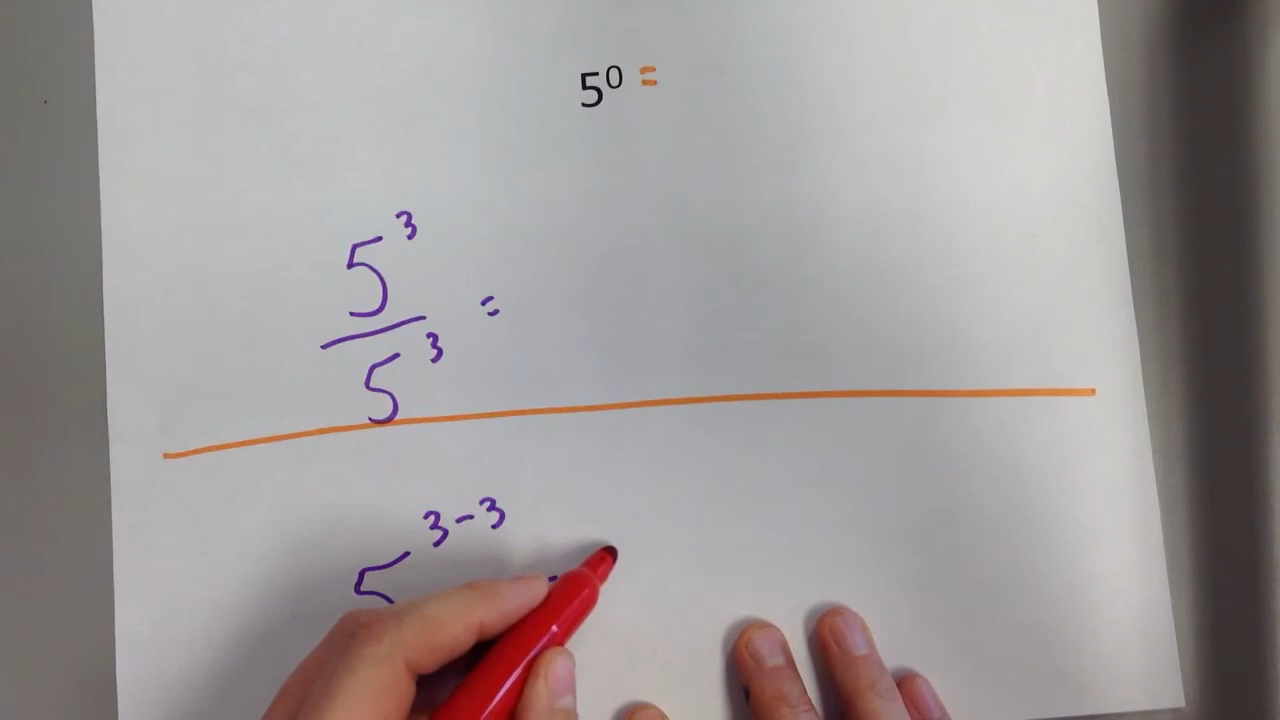 5⁰ =
5³
5³ =
5³⁻³